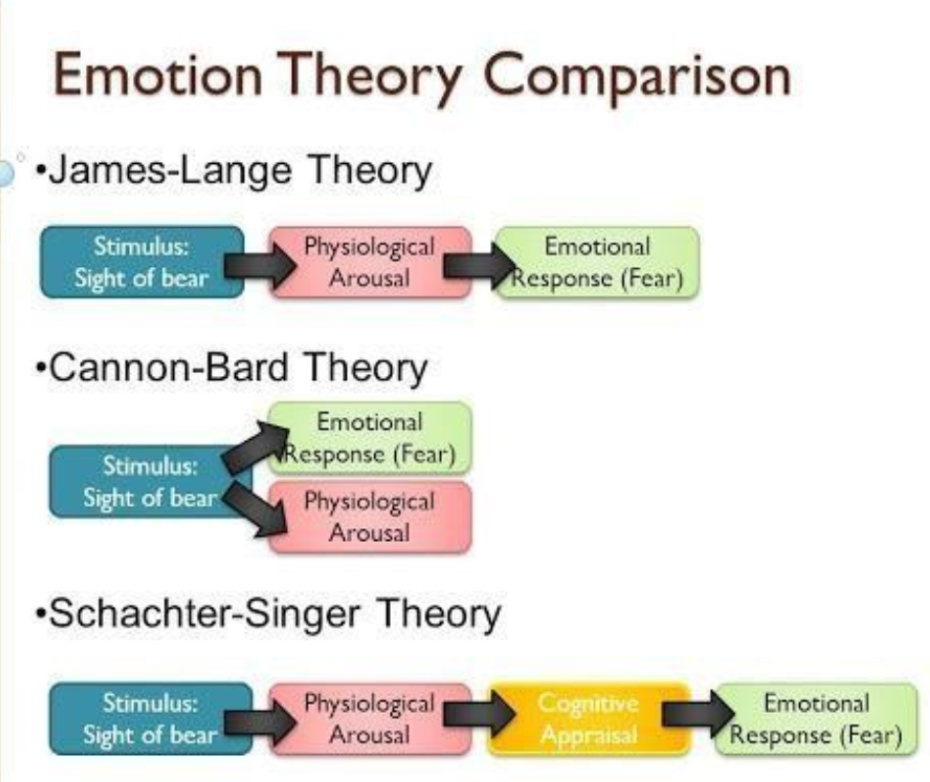 Emotion Theory Comparison
•James-Lange Theory
Stimulus:
Sight of bear
Physiological
Arousal
Emotional
Response (Fear)
•Cannon-Bard Theory
Stimulus:
Sight of bear
Emotional
Response (Fear)
Physiological
Arousal
•Schachter-Singer Theory
Stimulus:
Sight of bear
Physiological
Arousal
Cognitive
Appraisal
Emotional
Response (Fear)